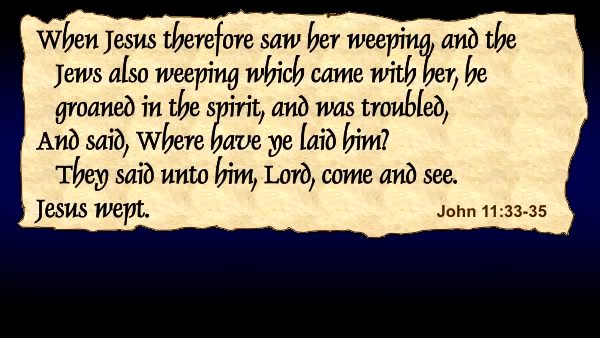 When Jesus therefore saw her weeping, and the
Jews also weeping which came with her, he
groaned in the spirit, and was troubled,
And said, Where have ye laid him?
They said unto him, Lord, come and see.
Jesus wept.
John 11:33-35